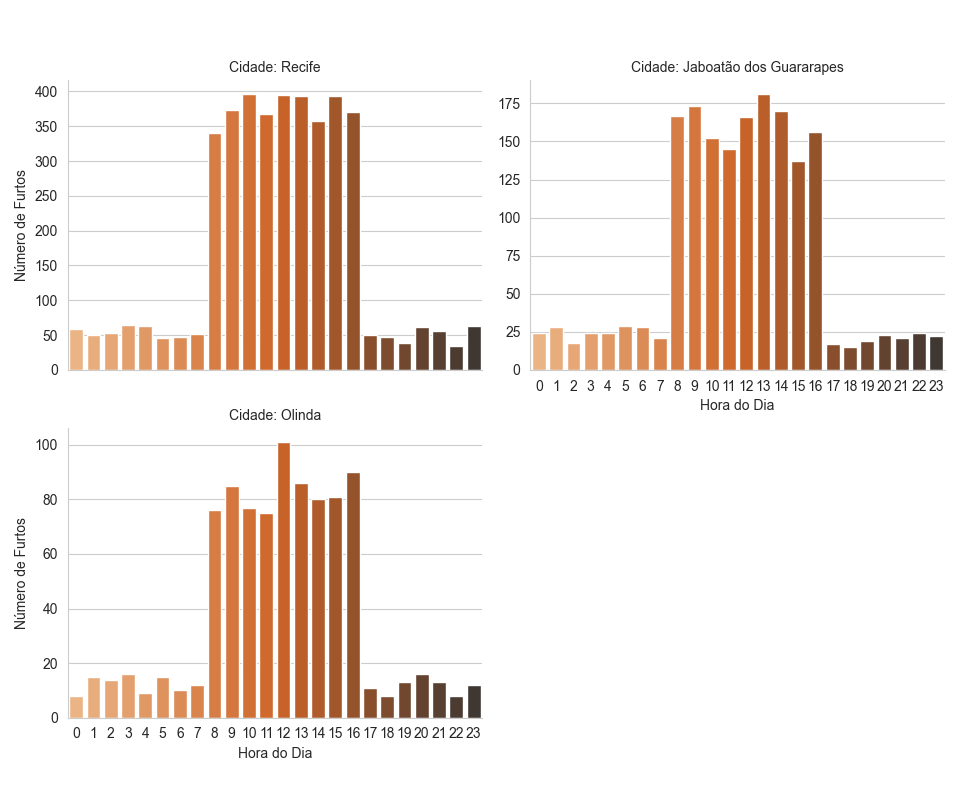 Cidade: Recife
Número de Furtos
400
350
300
250
200
150
100
50
0
Cidade: Jaboatão dos Guararapes
175
150
125
100
75
50
25
0
0 1 2 3 4 5 6 7 8 9 10 11 12 13 14 15 16 17 18 19 20 21 22 23
Hora do Dia
Cidade: Olinda
Número de Furtos
100
80
60
40
20
0
0 1 2 3 4 5 6 7 8 9 10 11 12 13 14 15 16 17 18 19 20 21 22 23
Hora do Dia